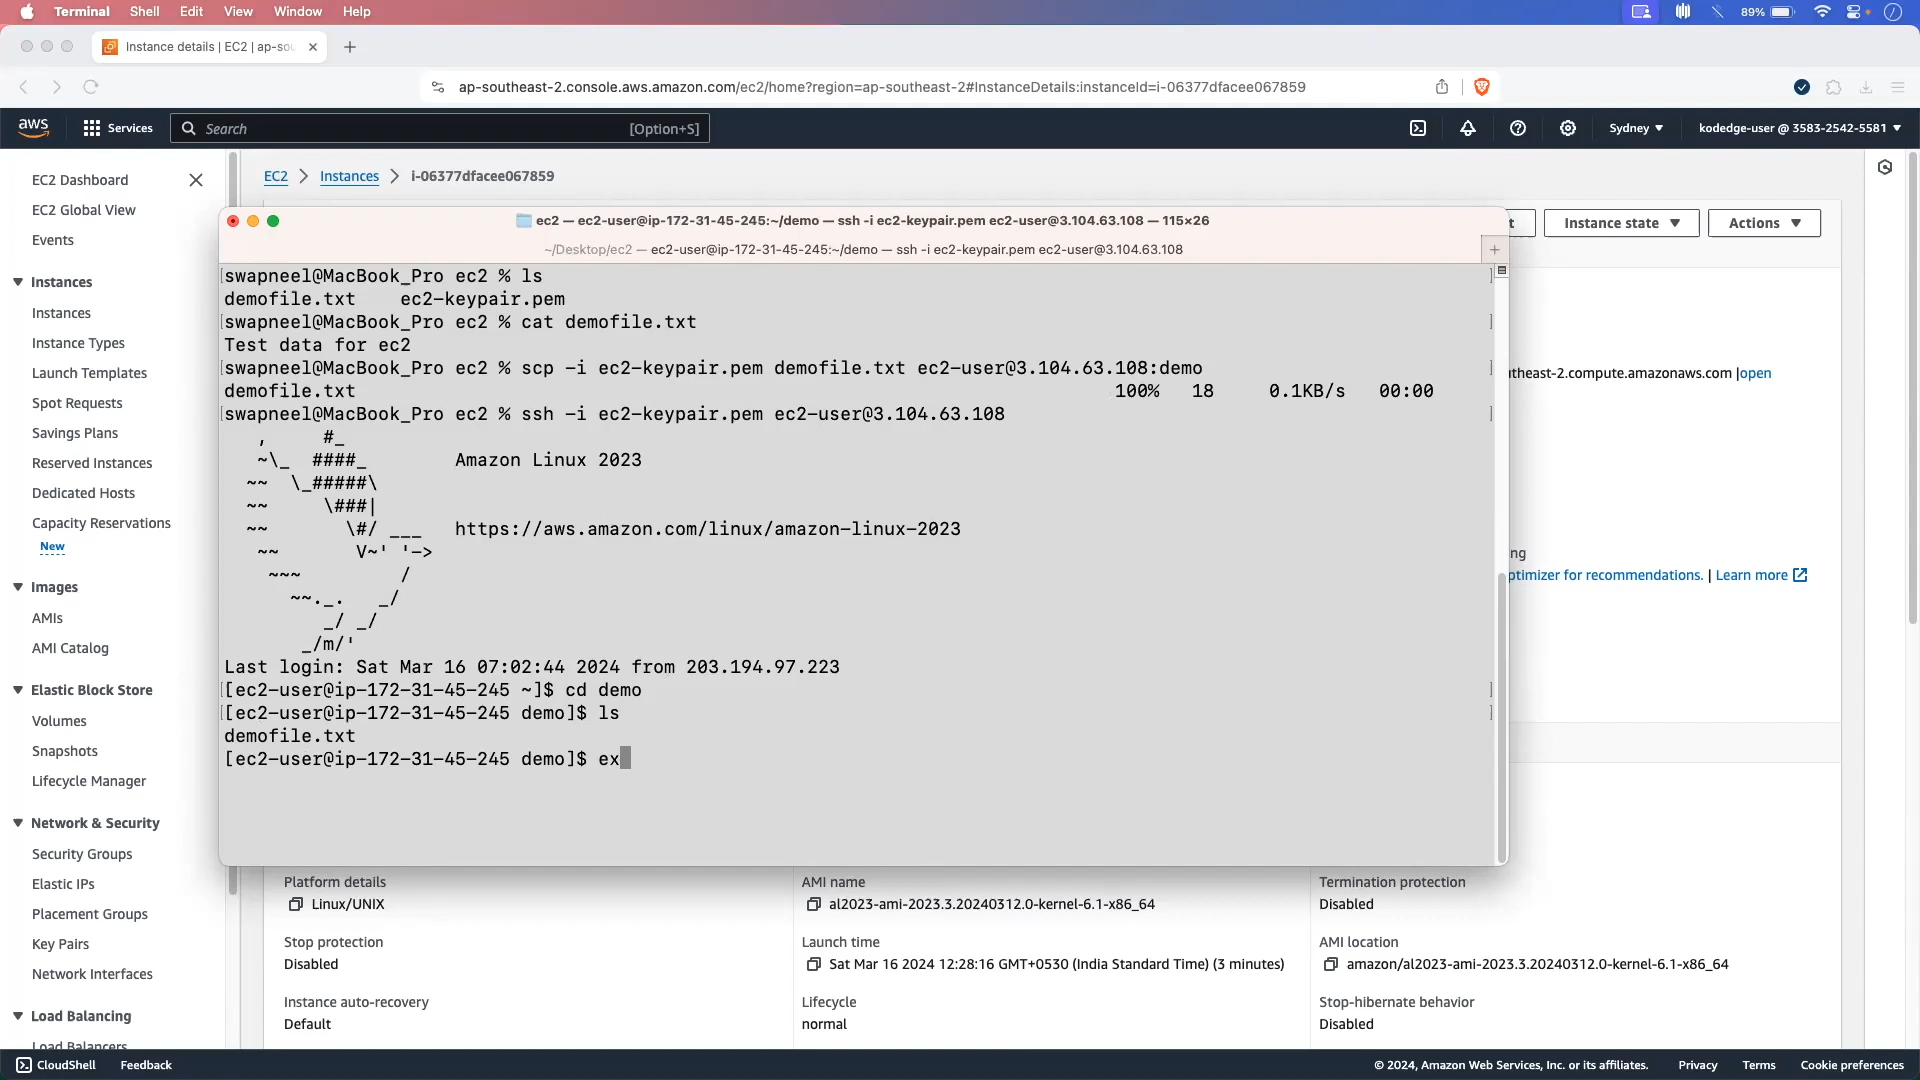 Terminal Shell Edit View Window Help 89%
Instance details | EC2 | ap-sou
ap-southeast-2.console.aws.amazon.com/ec2/home?region=ap-southeast-2#InstanceDetails:instanceId=i-06377dfacee067859
aws Services Search [Option+S] Sydney kodedge-user @ 3583-2542-5581
EC2 Dashboard
EC2 Global View
Events
Instances
Instances
Instance Types
Launch Templates
Spot Requests
Savings Plans
Reserved Instances
Dedicated Hosts
Capacity Reservations
New
Images
AMIs
AMI Catalog
Elastic Block Store
Volumes
Snapshots
Lifecycle Manager
Network & Security
Security Groups
Elastic IPs
Placement Groups
Key Pairs
Network Interfaces
Load Balancing
Load Balancers
EC2 > Instances > i-06377dfacee067859
t Instance state Actions
ec2 — ec2-user@ip-172-31-45-245:~/demo — ssh -i ec2-keypair.pem ec2-user@3.104.63.108 — 115×26
~/Desktop/ec2 — ec2-user@ip-172-31-45-245:~/demo — ssh -i ec2-keypair.pem ec2-user@3.104.63.108
[swapneel@MacBook_Pro ec2 % ls ]
demofile.txt    ec2-keypair.pem
[swapneel@MacBook_Pro ec2 % cat demofile.txt ]
Test data for ec2
[swapneel@MacBook_Pro ec2 % scp -i ec2-keypair.pem demofile.txt ec2-user@3.104.63.108:demo ]
demofile.txt 100% 18 0.1KB/s 00:00
[swapneel@MacBook_Pro ec2 % ssh -i ec2-keypair.pem ec2-user@3.104.63.108 ]
   ,     #_
   ~\_  ####_        Amazon Linux 2023
  ~~  \_#####\
  ~~     \###|
  ~~       \#/ ___   https://aws.amazon.com/linux/amazon-linux-2023
   ~~       V~' '->
    ~~~         /
      ~~._.   _/
         _/ _/
       _/m/'
Last login: Sat Mar 16 07:02:44 2024 from 203.194.97.223
[[ec2-user@ip-172-31-45-245 ~]$ cd demo ]
[[ec2-user@ip-172-31-45-245 demo]$ ls ]
demofile.txt
[ec2-user@ip-172-31-45-245 demo]$ ex
theast-2.compute.amazonaws.com |open
ng
ptimizer for recommendations. | Learn more
Platform details
Linux/UNIX
AMI name
al2023-ami-2023.3.20240312.0-kernel-6.1-x86_64
Termination protection
Disabled
Stop protection
Disabled
Launch time
Sat Mar 16 2024 12:28:16 GMT+0530 (India Standard Time) (3 minutes)
AMI location
amazon/al2023-ami-2023.3.20240312.0-kernel-6.1-x86_64
Instance auto-recovery
Default
Lifecycle
normal
Stop-hibernate behavior
Disabled
CloudShell Feedback © 2024, Amazon Web Services, Inc. or its affiliates. Privacy Terms Cookie preferences